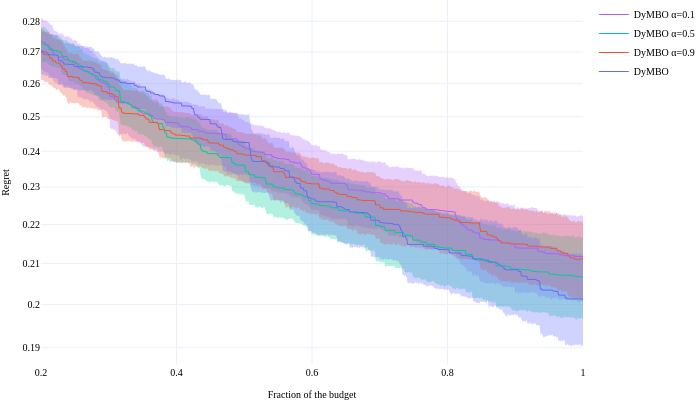 0.28
0.27
0.26
0.25
0.24
0.23
0.22
0.21
0.2
0.19
Regret
0.2 0.4 0.6 0.8 1
Fraction of the budget
DyMBO α=0.1
DyMBO α=0.5
DyMBO α=0.9
DyMBO